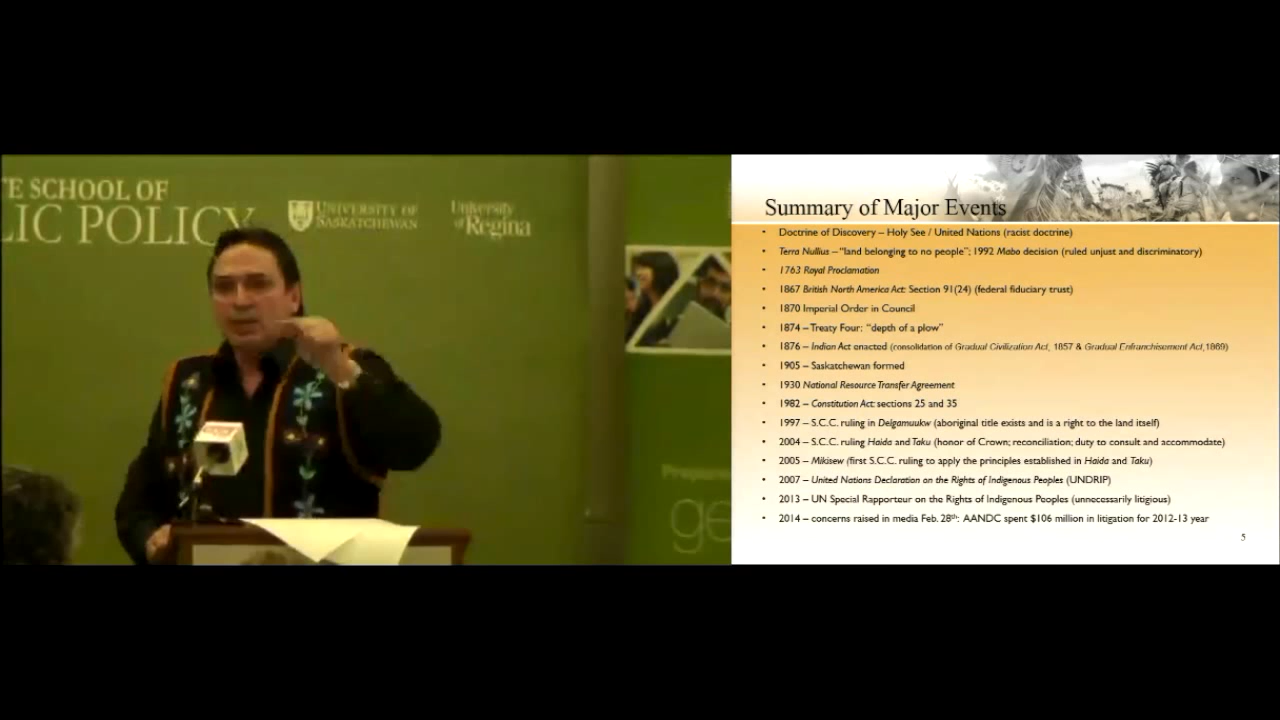 E SCHOOL OF
LIC POLICY
UNIVERSITY OF
SASKATCHEWAN
University
of Regina
Summary of Major Events
• Doctrine of Discovery – Holy See / United Nations (racist doctrine)
• Terra Nullius – “land belonging to no people”; 1992 Mabo decision (ruled unjust and discriminatory)
• 1763 Royal Proclamation
• 1867 British North America Act: Section 91(24) (federal fiduciary trust)
• 1870 Imperial Order in Council
• 1874 – Treaty Four: “depth of a plow”
• 1876 – Indian Act enacted (consolidation of Gradual Civilization Act, 1857 & Gradual Enfranchisement Act,1869)
• 1905 – Saskatchewan formed
• 1930 National Resource Transfer Agreement
• 1982 – Constitution Act: sections 25 and 35
• 1997 – S.C.C. ruling in Delgamuukw (aboriginal title exists and is a right to the land itself)
• 2004 – S.C.C. ruling Haida and Taku (honor of Crown; reconciliation; duty to consult and accommodate)
• 2005 – Mikisew (first S.C.C. ruling to apply the principles established in Haida and Taku)
• 2007 – United Nations Declaration on the Rights of Indigenous Peoples (UNDRIP)
• 2013 – UN Special Rapporteur on the Rights of Indigenous Peoples (unnecessarily litigious)
• 2014 – concerns raised in media Feb. 28th: AANDC spent $106 million in litigation for 2012-13 year
5